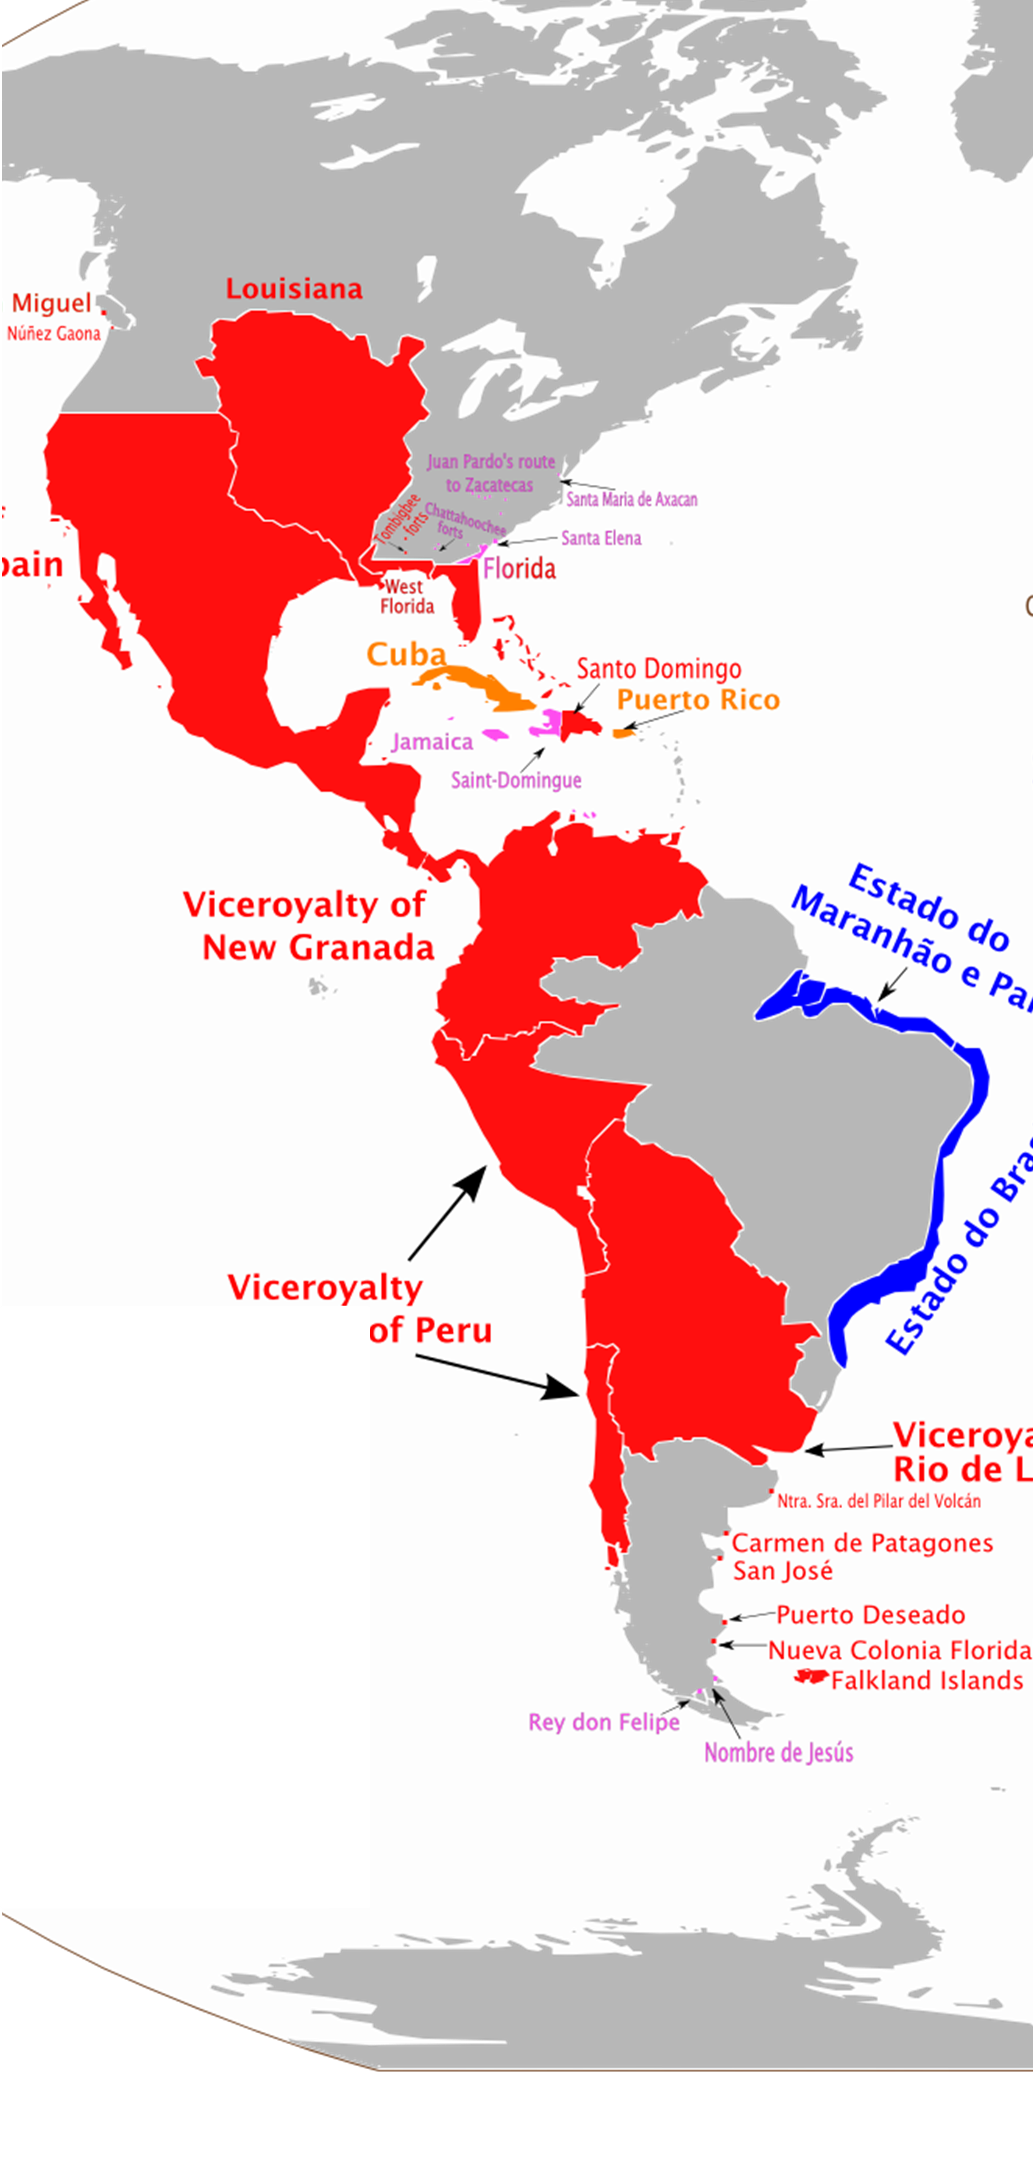 Louisiana
Miguel
Núñez Gaona
Juan Pardo's route
to Zacatecas
Santa Maria de Axacan
Tombigbee
forts
Chattahoochee
forts
Santa Elena
pain
Florida
West
Florida
Cuba
Santo Domingo
Puerto Rico
Jamaica
Saint-Domingue
Viceroyalty of
New Granada
Estado do
Maranhão e Par
Estado do Bras
Viceroyalty
of Peru
Viceroya
Rio de L
Ntra. Sra. del Pilar del Volcán
Carmen de Patagones
San José
Puerto Deseado
Nueva Colonia Florida
Falkland Islands
Rey don Felipe
Nombre de Jesús